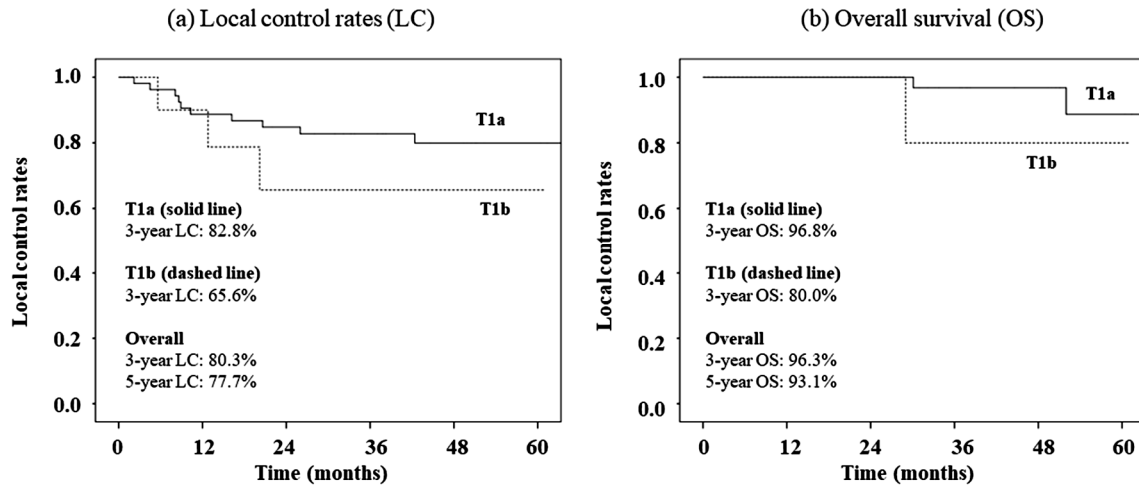 (a) Local control rates (LC)
Local control rates
1.0
0.8
0.6
0.4
0.2
0.0
T1a
T1b
T1a (solid line)
3-year LC: 82.8%
T1b (dashed line)
3-year LC: 65.6%
Overall
3-year LC: 80.3%
5-year LC: 77.7%
0 12 24 36 48 60
Time (months)
(b) Overall survival (OS)
Local control rates
1.0
0.8
0.6
0.4
0.2
0.0
T1a
T1b
T1a (solid line)
3-year OS: 96.8%
T1b (dashed line)
3-year OS: 80.0%
Overall
3-year OS: 96.3%
5-year OS: 93.1%
0 12 24 36 48 60
Time (months)